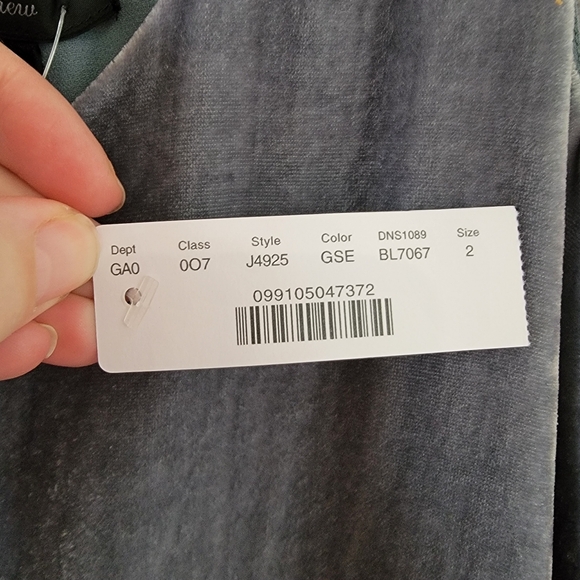 Dept Class Style Color DNS1089 Size
GA0 0O7 J4925 GSE BL7067 2
099105047372